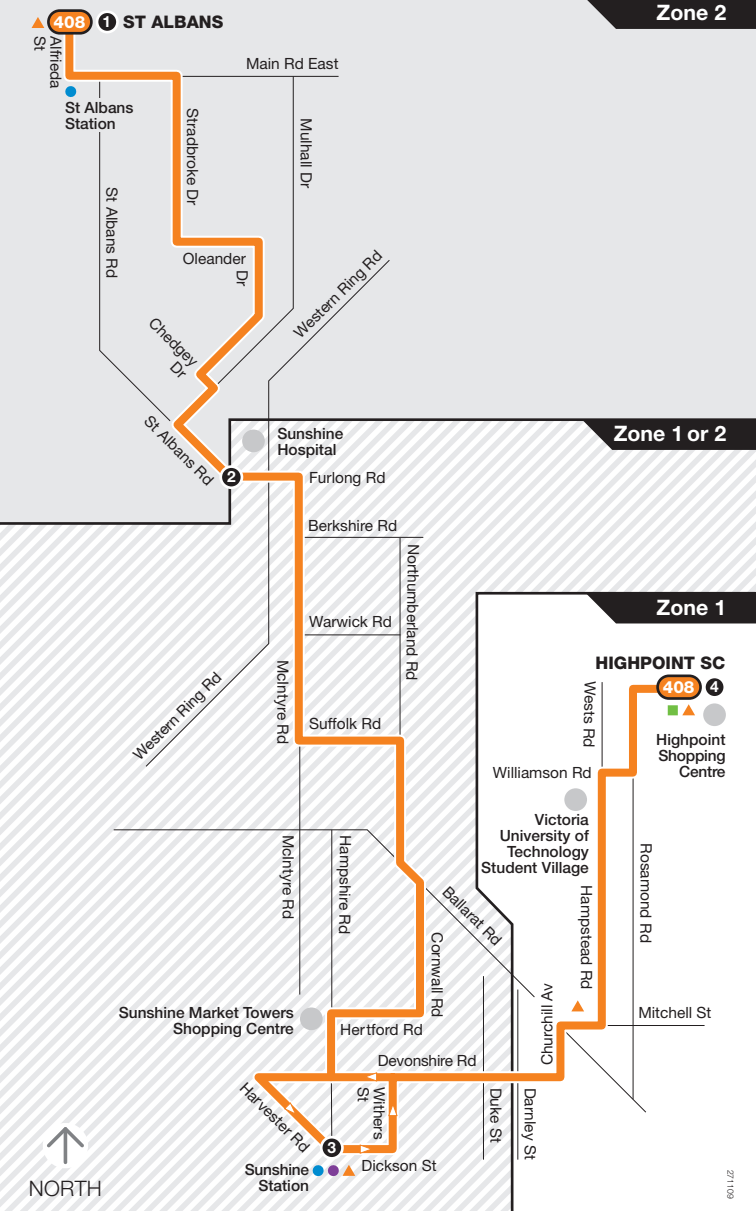 Zone 2
408 1 ST ALBANS
Alfrieda
St
Main Rd East
St Albans
Station
Stradbroke Dr
Mulhall Dr
St Albans Rd
Oleander
Dr
Western Ring Rd
Chedgey
Dr
St Albans Rd
Zone 1 or 2
Sunshine
Hospital
2
Furlong Rd
Berkshire Rd
Northumberland Rd
Warwick Rd
Zone 1
HIGHPOINT SC
408 4
Wests Rd
Highpoint
Shopping
Centre
McIntyre Rd
Western Ring Rd
Suffolk Rd
Williamson Rd
Victoria
University of
Technology
Student Village
McIntyre Rd
Hampshire Rd
Rosamond Rd
Hampstead Rd
Ballarat Rd
Cornwall Rd
Churchill Av
Sunshine Market Towers
Shopping Centre
Hertford Rd
Mitchell St
Devonshire Rd
Harvester Rd
Withers
St
Duke St
Darnley St
3
Sunshine
Station
Dickson St
NORTH
271109